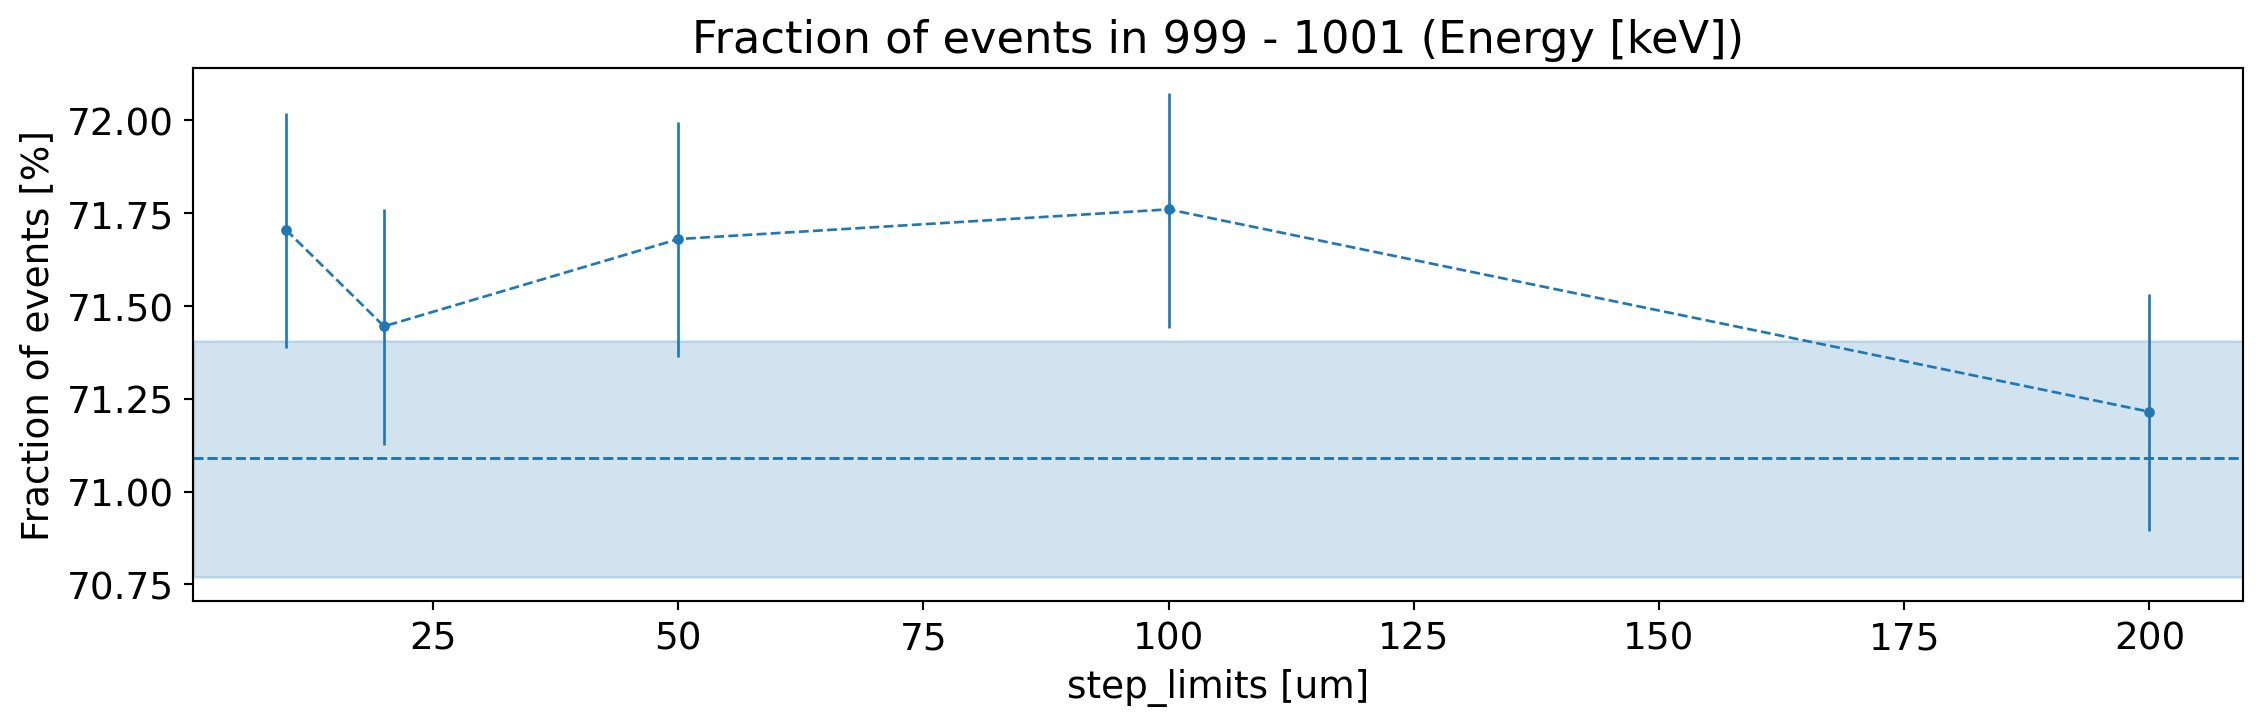 Fraction of events in 999 - 1001 (Energy [keV])
Fraction of events [%]
72.00
71.75
71.50
71.25
71.00
70.75
25 50 75 100 125 150 175 200
step_limits [um]